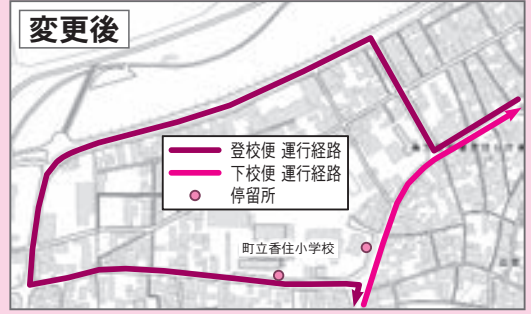 変更後
登校便 運行経路
下校便 運行経路
停留所
町立香住小学校